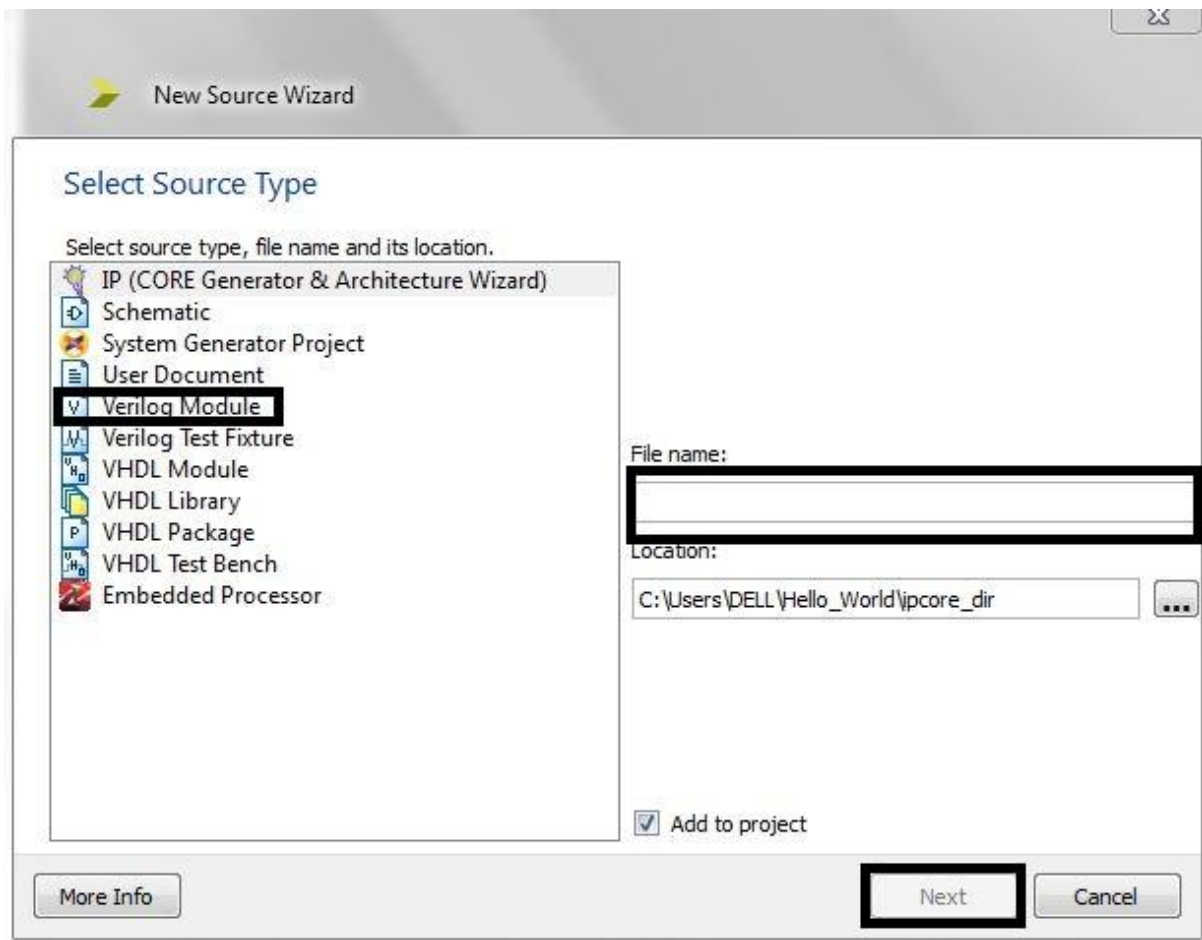 New Source Wizard
Select Source Type
Select source type, file name and its location.
IP (CORE Generator & Architecture Wizard)
Schematic
System Generator Project
User Document
Verilog Module
Verilog Test Fixture
VHDL Module
VHDL Library
VHDL Package
VHDL Test Bench
Embedded Processor
File name:
Location:
C:\Users\DELL\Hello_World\ipcore_dir
...
Add to project
More Info
Next
Cancel